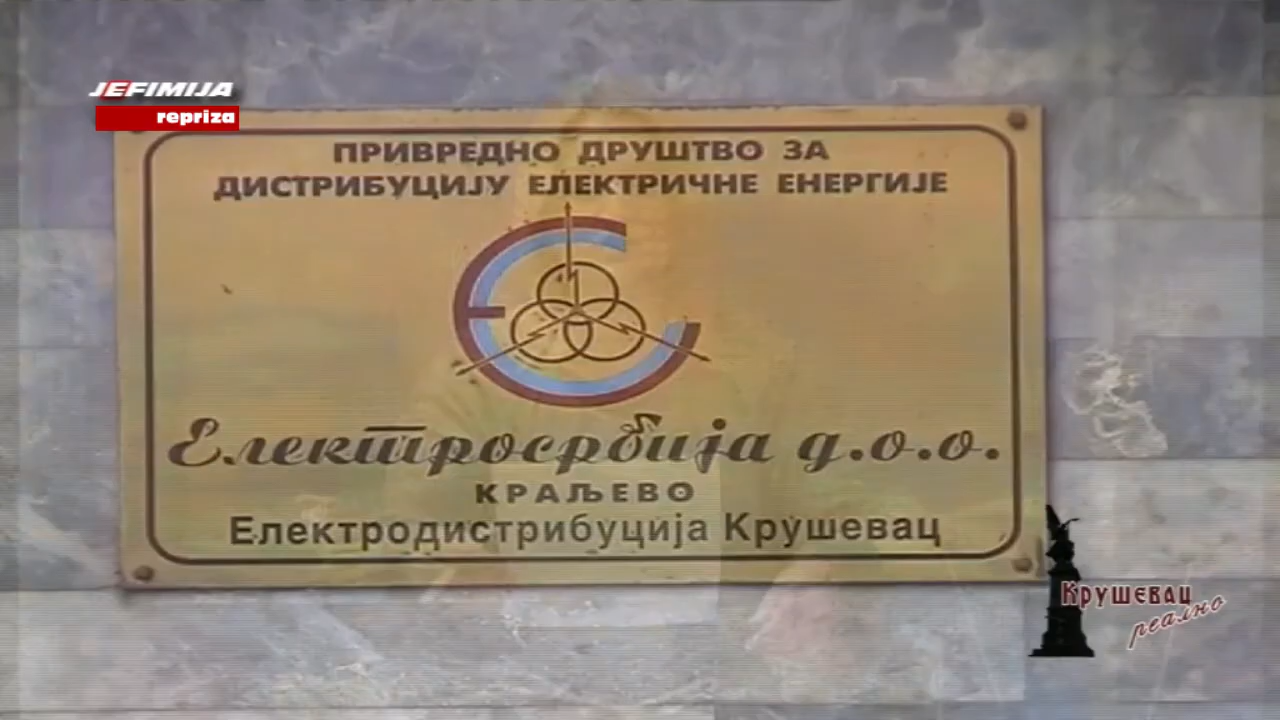 JEFIMIJA
repriza
ПРИВРЕДНО ДРУШТВО ЗА
ДИСТРИБУЦИЈУ ЕЛЕКТРИЧНЕ ЕНЕРГИЈЕ
Електросрбија д.о.о.
КРАЉЕВО
Електродистрибуција Крушевац
Крушевац
реално